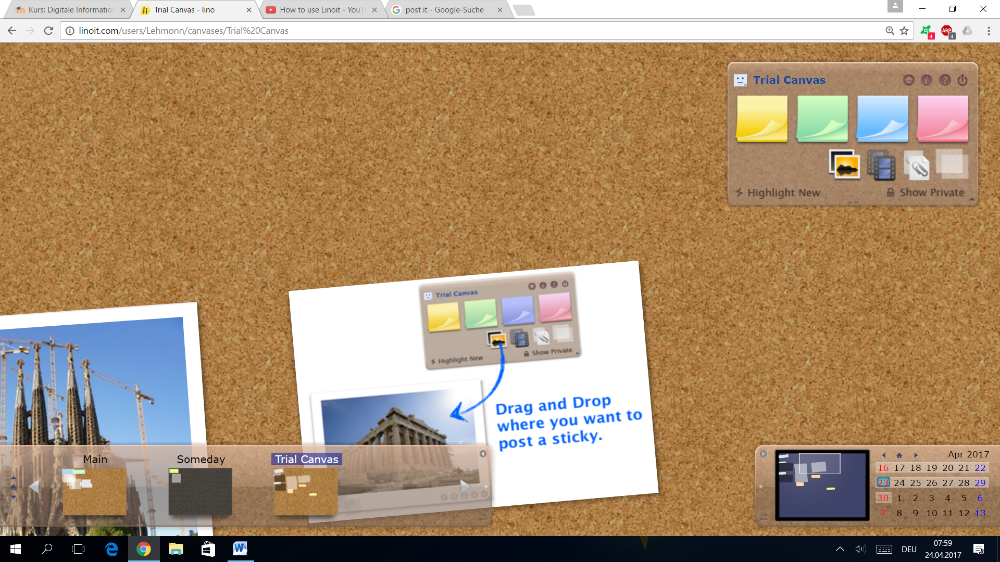 Kurs: Digitale Information
Trial Canvas - lino
How to use Linoit - YouT
post it - Google-Suche
linoit.com/users/Lehmonn/canvases/Trial%20Canvas
4
ABP
4
Trial Canvas
Highlight New
Show Private
Trial Canvas
Highlight New
Show Private
Drag and Drop
where you want to
post a sticky.
Main
Someday
Trial Canvas
Apr 2017
16 17 18 19 20 21 22
23 24 25 26 27 28 29
30 1 2 3 4 5 6
7 8 9 10 11 12 13
DEU
07:59
24.04.2017